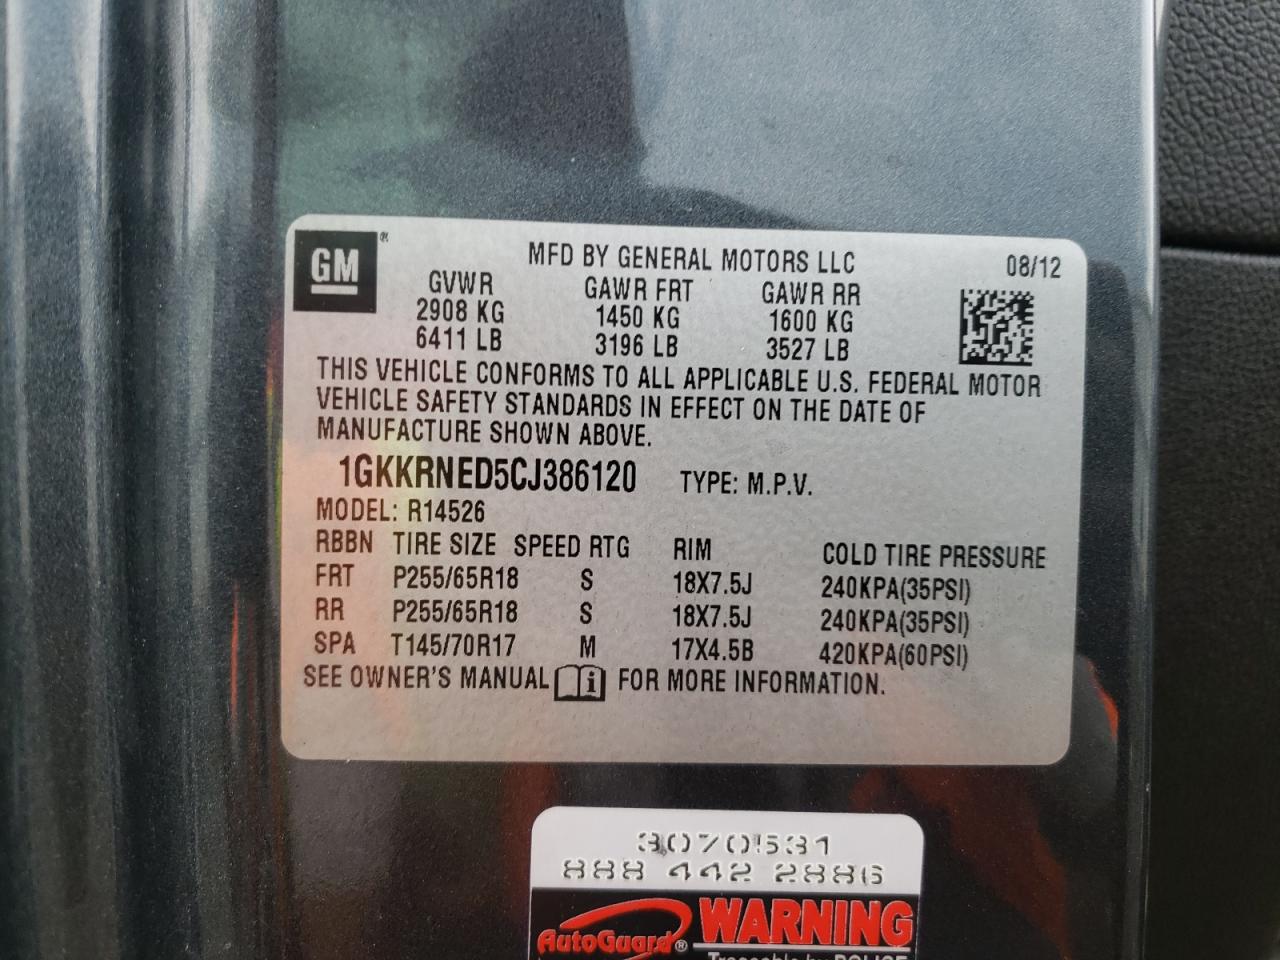 GM ®
MFD BY GENERAL MOTORS LLC 08/12
GVWR GAWR FRT GAWR RR
2908 KG 1450 KG 1600 KG
6411 LB 3196 LB 3527 LB
THIS VEHICLE CONFORMS TO ALL APPLICABLE U.S. FEDERAL MOTOR
VEHICLE SAFETY STANDARDS IN EFFECT ON THE DATE OF
MANUFACTURE SHOWN ABOVE.
1GKKRNED5CJ386120 TYPE: M.P.V.
MODEL: R14526
RBBN TIRE SIZE SPEED RTG RIM COLD TIRE PRESSURE
FRT P255/65R18 S 18X7.5J 240KPA(35PSI)
RR P255/65R18 S 18X7.5J 240KPA(35PSI)
SPA T145/70R17 M 17X4.5B 420KPA(60PSI)
SEE OWNER'S MANUAL i FOR MORE INFORMATION.
3070531
888 442 2886
AutoGuard® WARNING
Traceable by POLICE